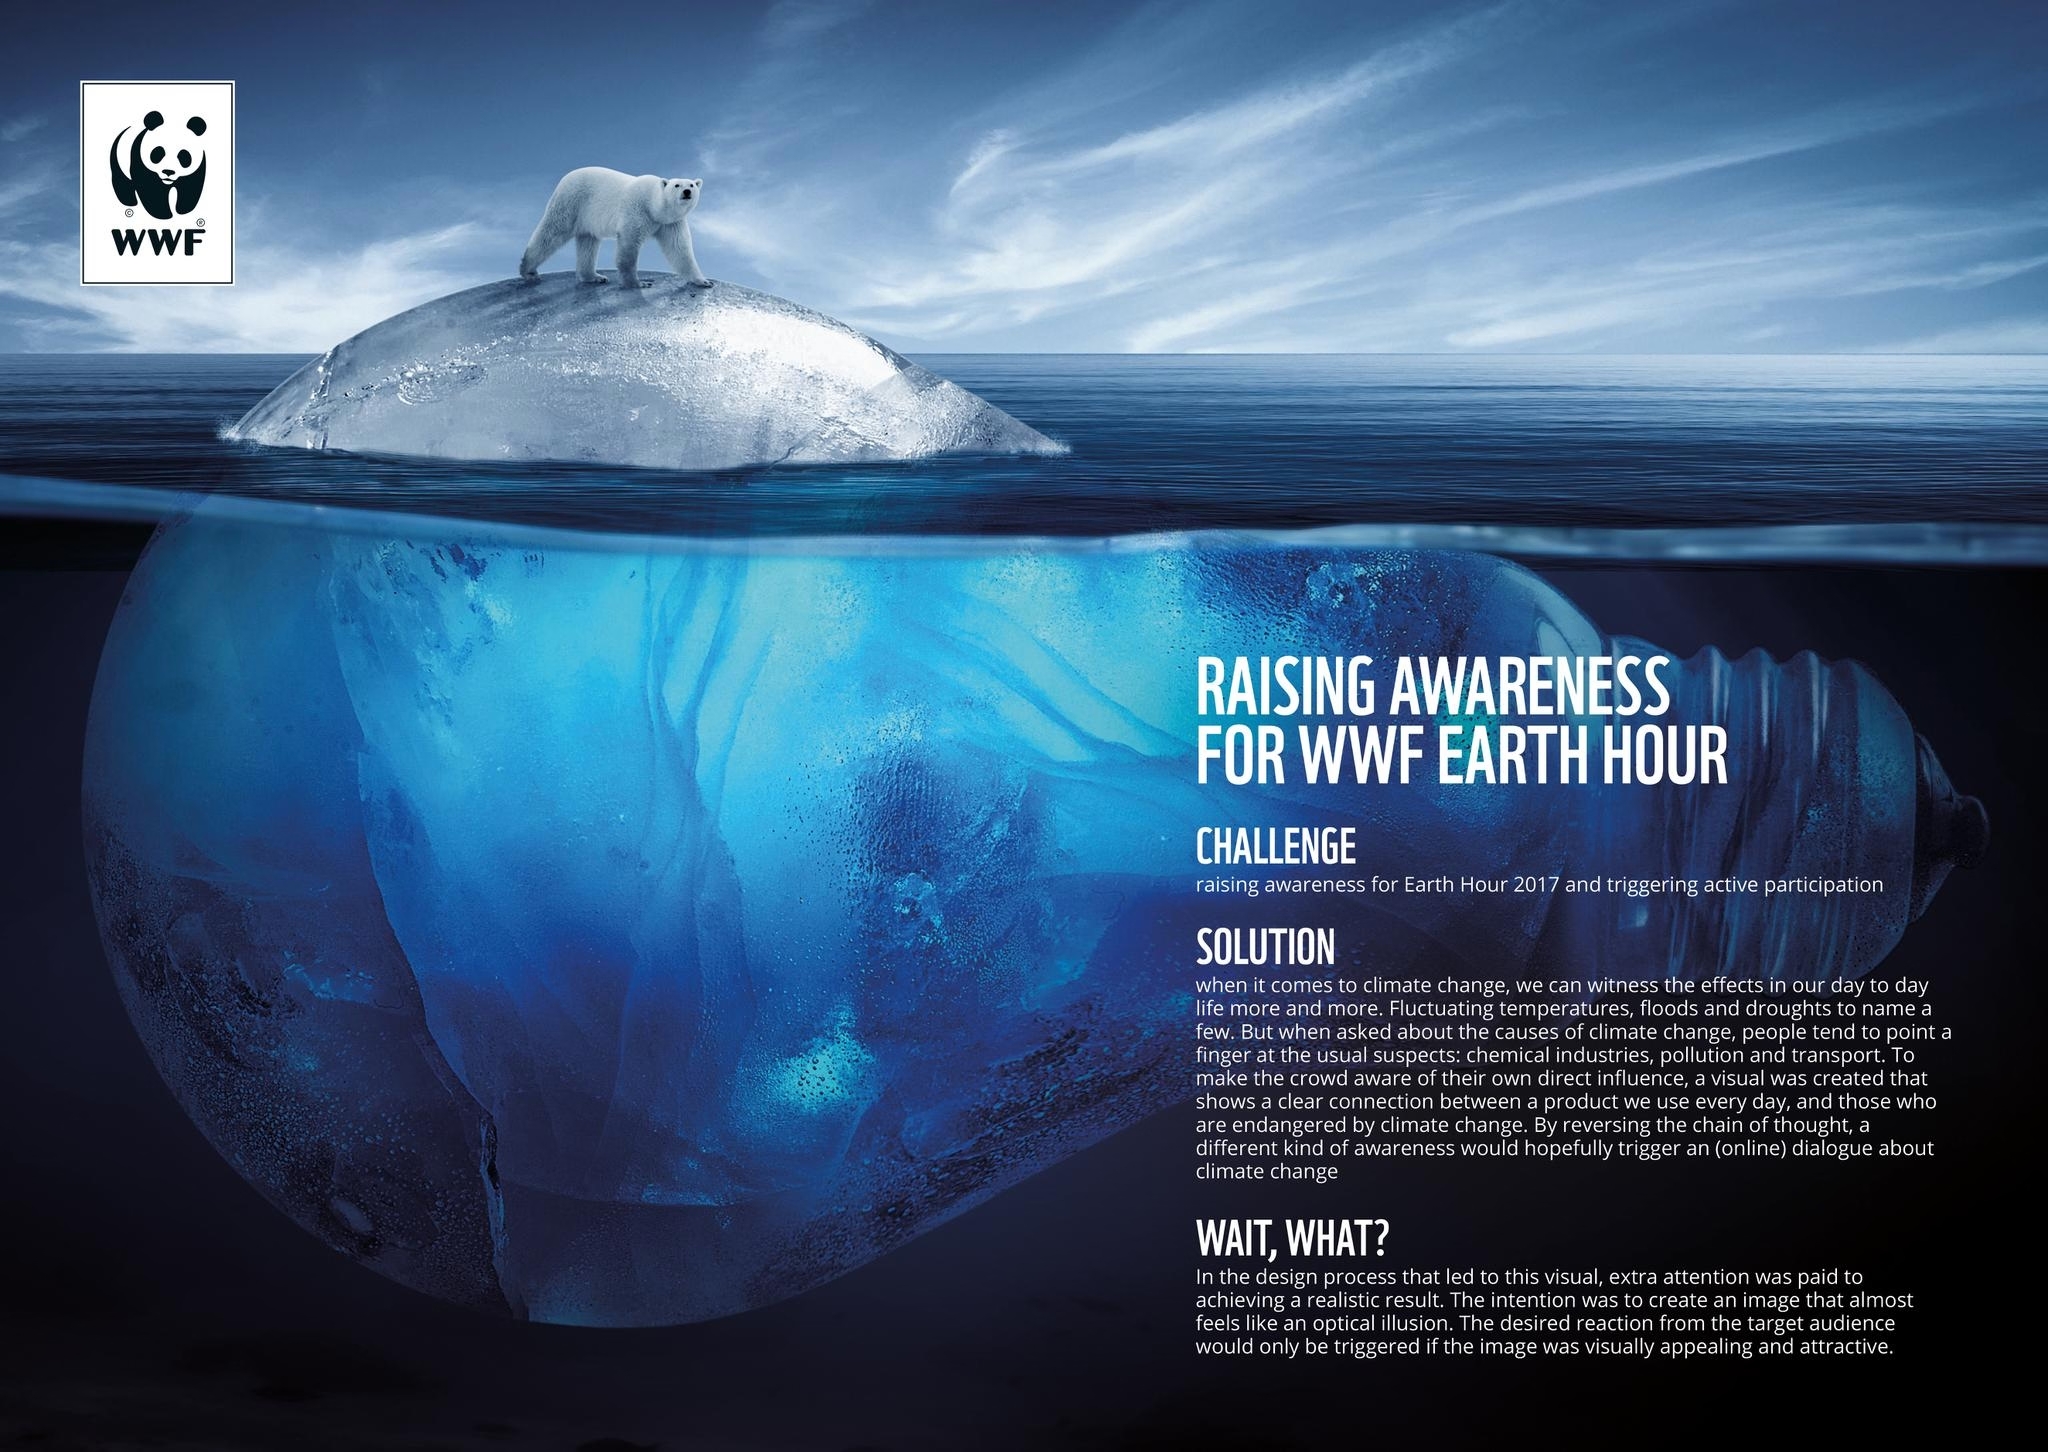 © ®
WWF
RAISING AWARENESS
FOR WWF EARTH HOUR
CHALLENGE
raising awareness for Earth Hour 2017 and triggering active participation
SOLUTION
when it comes to climate change, we can witness the effects in our day to day
life more and more. Fluctuating temperatures, floods and droughts to name a
few. But when asked about the causes of climate change, people tend to point a
finger at the usual suspects: chemical industries, pollution and transport. To
make the crowd aware of their own direct influence, a visual was created that
shows a clear connection between a product we use every day, and those who
are endangered by climate change. By reversing the chain of thought, a
different kind of awareness would hopefully trigger an (online) dialogue about
climate change
WAIT, WHAT?
In the design process that led to this visual, extra attention was paid to
achieving a realistic result. The intention was to create an image that almost
feels like an optical illusion. The desired reaction from the target audience
would only be triggered if the image was visually appealing and attractive.